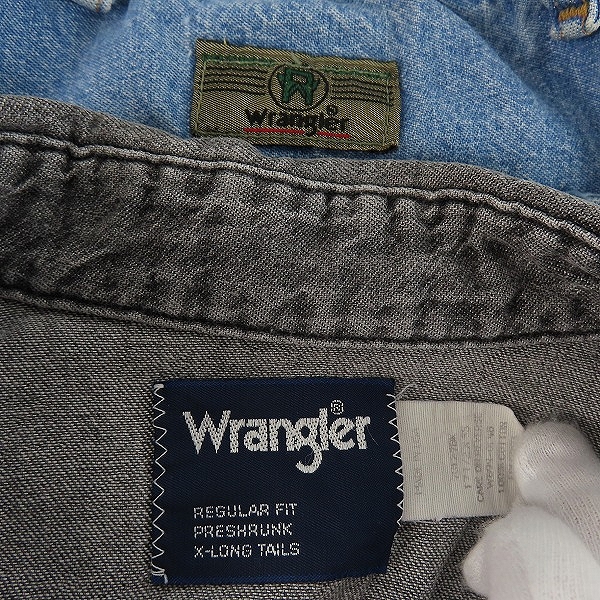 W
Wrangler®
Wrangler®
REGULAR FIT
PRESHRUNK
X-LONG TAILS